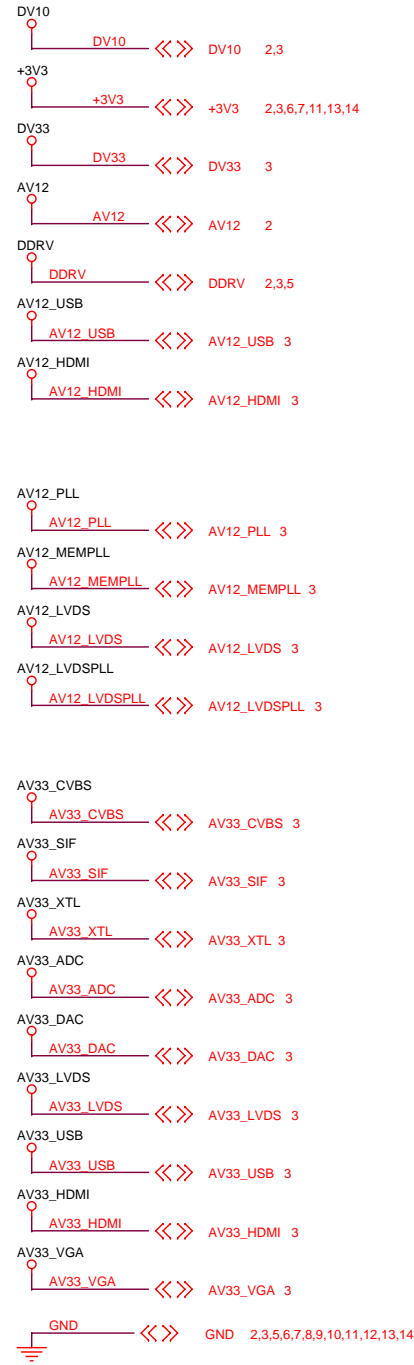 DV10
DV10 DV10 2,3
+3V3
+3V3 +3V3 2,3,6,7,11,13,14
DV33
DV33 DV33 3
AV12
AV12 AV12 2
DDRV
DDRV DDRV 2,3,5
AV12_USB
AV12_USB AV12_USB 3
AV12_HDMI
AV12_HDMI AV12_HDMI 3
AV12_PLL
AV12_PLL AV12_PLL 3
AV12_MEMPLL
AV12_MEMPLL AV12_MEMPLL 3
AV12_LVDS
AV12_LVDS AV12_LVDS 3
AV12_LVDSPLL
AV12_LVDSPLL AV12_LVDSPLL 3
AV33_CVBS
AV33_CVBS AV33_CVBS 3
AV33_SIF
AV33_SIF AV33_SIF 3
AV33_XTL
AV33_XTL AV33_XTL 3
AV33_ADC
AV33_ADC AV33_ADC 3
AV33_DAC
AV33_DAC AV33_DAC 3
AV33_LVDS
AV33_LVDS AV33_LVDS 3
AV33_USB
AV33_USB AV33_USB 3
AV33_HDMI
AV33_HDMI AV33_HDMI 3
AV33_VGA
AV33_VGA AV33_VGA 3
GND GND 2,3,5,6,7,8,9,10,11,12,13,14